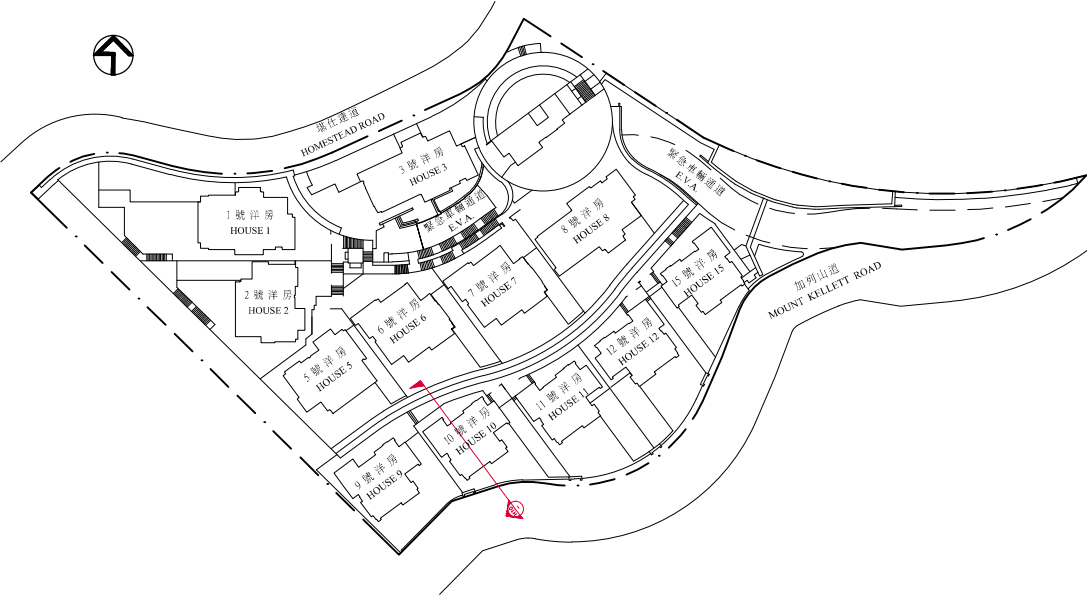 堪仕達道
HOMESTEAD ROAD
3 號洋房
HOUSE 3
緊急車輛通道
E.V.A.
1 號洋房
HOUSE 1
緊急車輛通道
E.V.A.
8 號洋房
HOUSE 8
2 號洋房
HOUSE 2
7 號洋房
HOUSE 7
15 號洋房
HOUSE 15
加列山道
MOUNT KELLETT ROAD
6 號洋房
HOUSE 6
5 號洋房
HOUSE 5
12 號洋房
HOUSE 12
11 號洋房
HOUSE 11
10 號洋房
HOUSE 10
9 號洋房
HOUSE 9